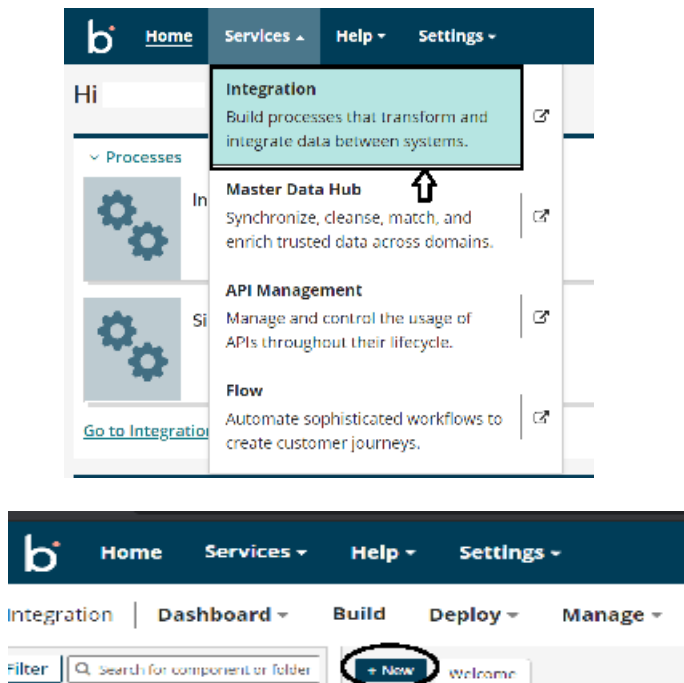 b Home Services Help Settings
Hi
Integration
Build processes that transform and
integrate data between systems.
Processes
In
Master Data Hub
Synchronize, cleanse, match, and
enrich trusted data across domains.
API Management
Si
Manage and control the usage of
APIs throughout their lifecycle.
Flow
Automate sophisticated workflows to
create customer journeys.
Go to Integratio
b Home Services Help Settings
Integration Dashboard Build Deploy Manage
Filter Search for component or folder + New Welcome